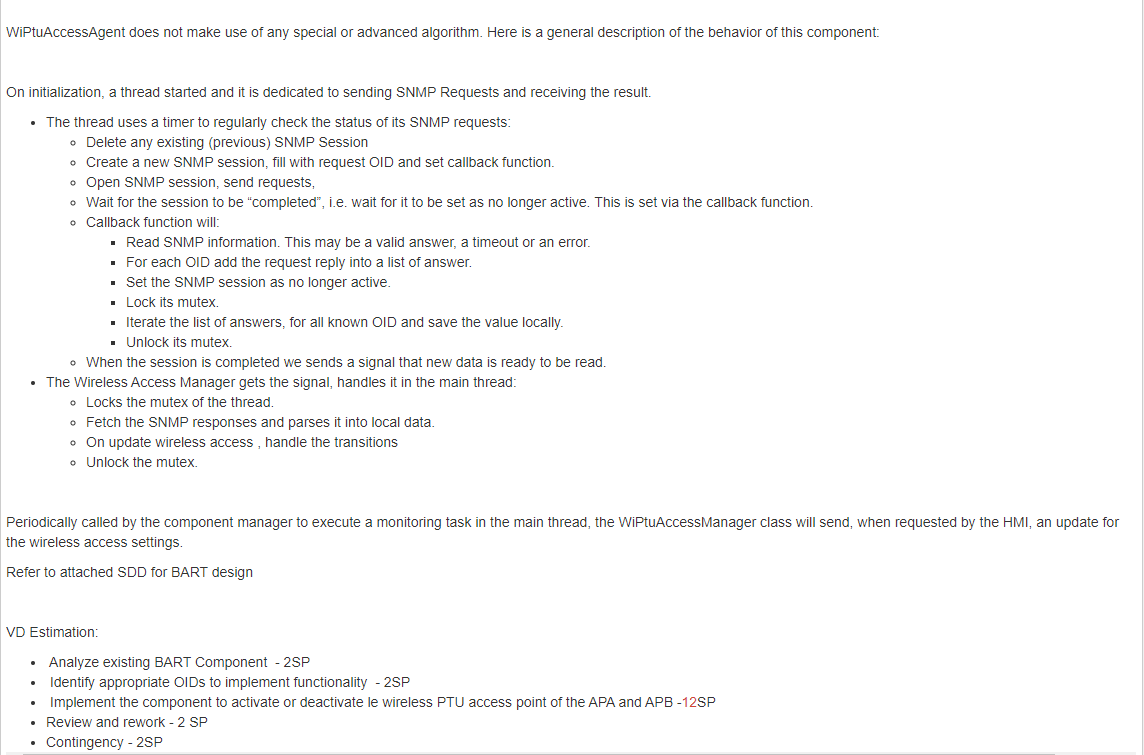 WiPtuAccessAgent does not make use of any special or advanced algorithm. Here is a general description of the behavior of this component:
On initialization, a thread started and it is dedicated to sending SNMP Requests and receiving the result.
• The thread uses a timer to regularly check the status of its SNMP requests:
◦ Delete any existing (previous) SNMP Session
◦ Create a new SNMP session, fill with request OID and set callback function.
◦ Open SNMP session, send requests,
◦ Wait for the session to be “completed”, i.e. wait for it to be set as no longer active. This is set via the callback function.
◦ Callback function will:
▪ Read SNMP information. This may be a valid answer, a timeout or an error.
▪ For each OID add the request reply into a list of answer.
▪ Set the SNMP session as no longer active.
▪ Lock its mutex.
▪ Iterate the list of answers, for all known OID and save the value locally.
▪ Unlock its mutex.
◦ When the session is completed we sends a signal that new data is ready to be read.
• The Wireless Access Manager gets the signal, handles it in the main thread:
◦ Locks the mutex of the thread.
◦ Fetch the SNMP responses and parses it into local data.
◦ On update wireless access , handle the transitions
◦ Unlock the mutex.
Periodically called by the component manager to execute a monitoring task in the main thread, the WiPtuAccessManager class will send, when requested by the HMI, an update for
the wireless access settings.
Refer to attached SDD for BART design
VD Estimation:
• Analyze existing BART Component - 2SP
• Identify appropriate OIDs to implement functionality - 2SP
• Implement the component to activate or deactivate le wireless PTU access point of the APA and APB -12SP
• Review and rework - 2 SP
• Contingency - 2SP